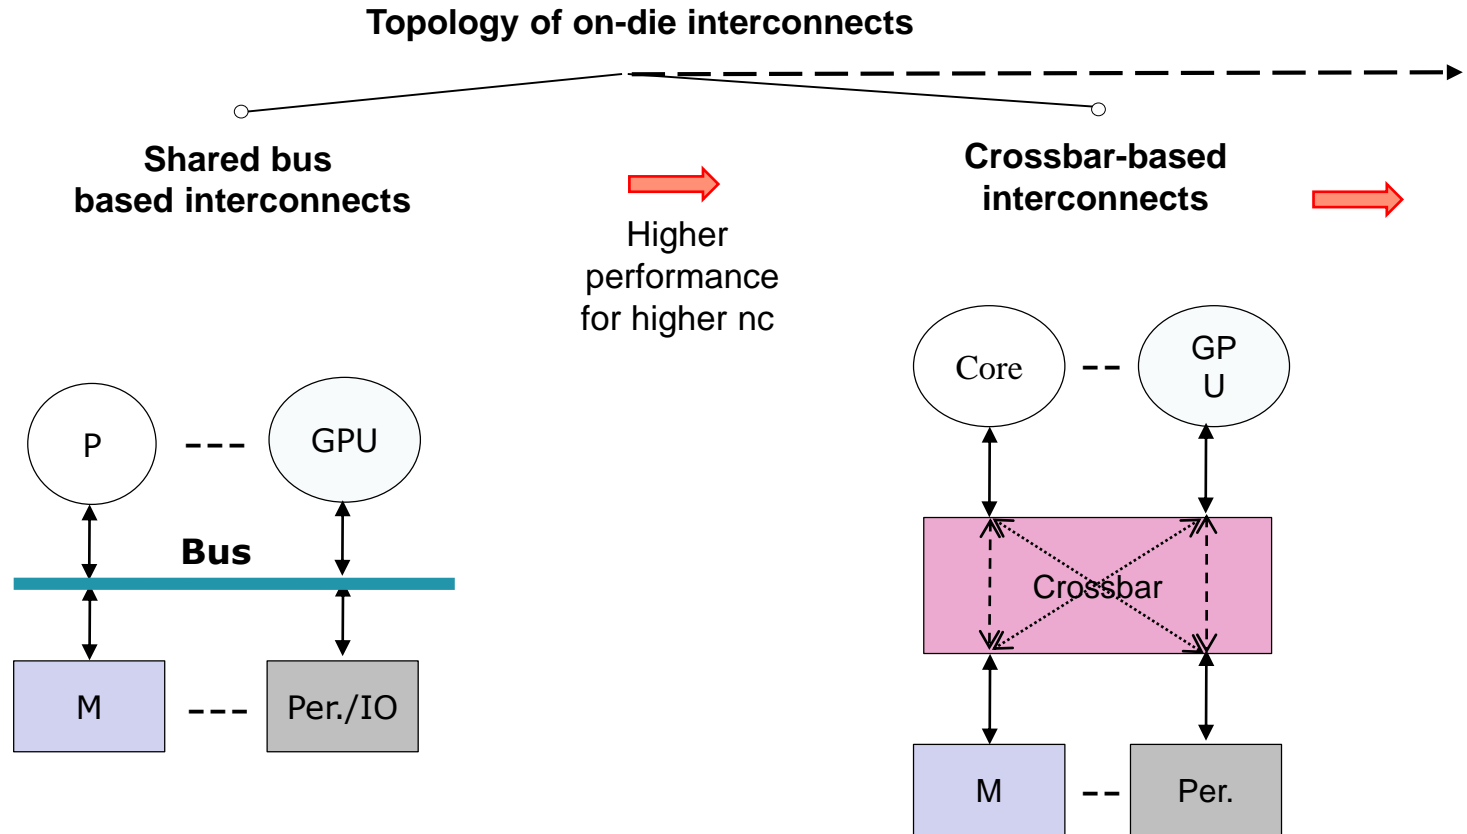 Topology of on-die interconnects
Shared bus
based interconnects
Higher
performance
for higher nc
Crossbar-based
interconnects
P
GPU
Bus
M
Per./IO
Core
GP
U
Crossbar
M
Per.